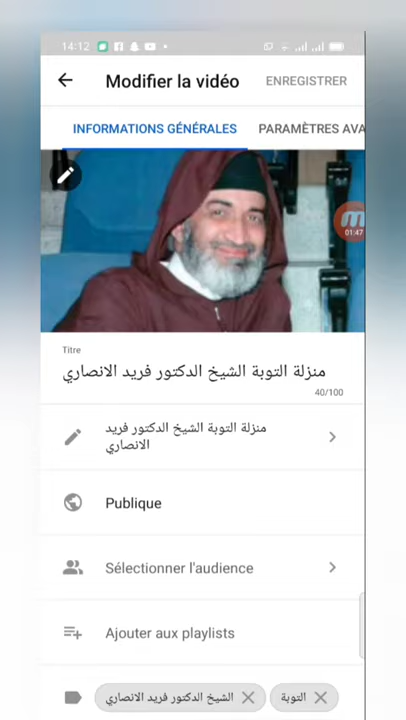 14:12
Modifier la vidéo
ENREGISTRER
INFORMATIONS GÉNÉRALES
PARAMÈTRES AVA
01:47
Titre
منزلة التوبة الشيخ الدكتور فريد الانصاري
40/100
منزلة التوبة الشيخ الدكتور فريد
الانصاري
Publique
Sélectionner l'audience
Ajouter aux playlists
الشيخ الدكتور فريد الانصاري
التوبة